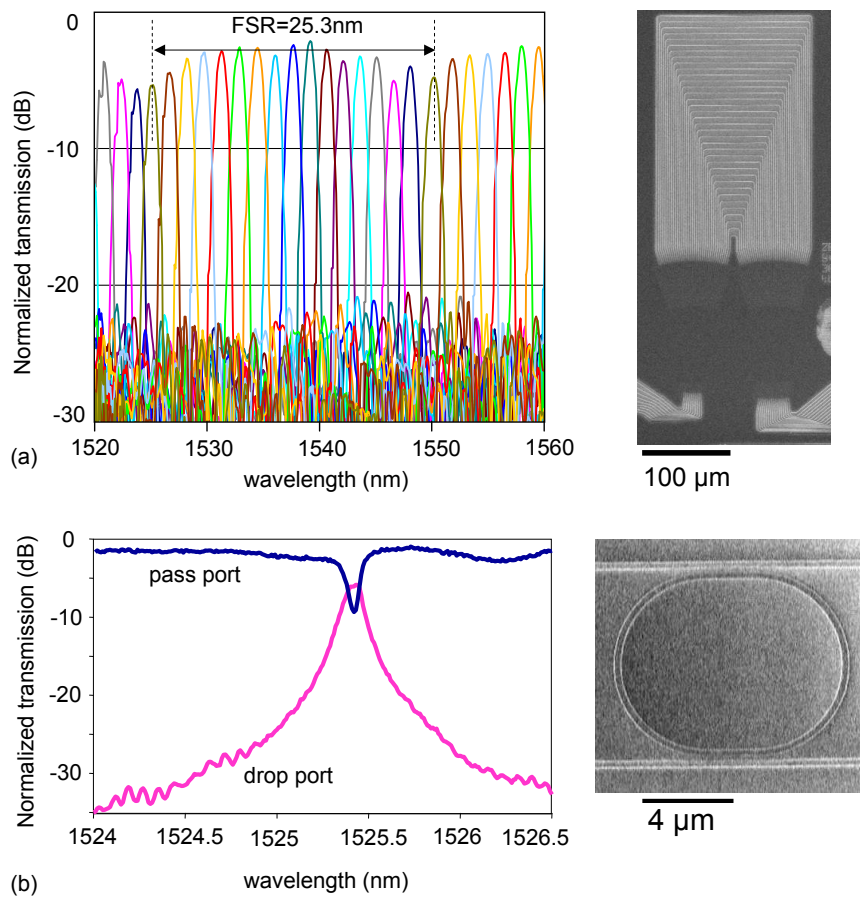 FSR=25.3nm
0
-10
-20
-30
Normalized tansmission (dB)
1520
1530
1540
1550
1560
wavelength (nm)
(a)
100 µm
0
-10
-20
-30
Normalized transmission (dB)
pass port
drop port
1524
1524.5
1525
1525.5
1526
1526.5
wavelength (nm)
(b)
4 µm